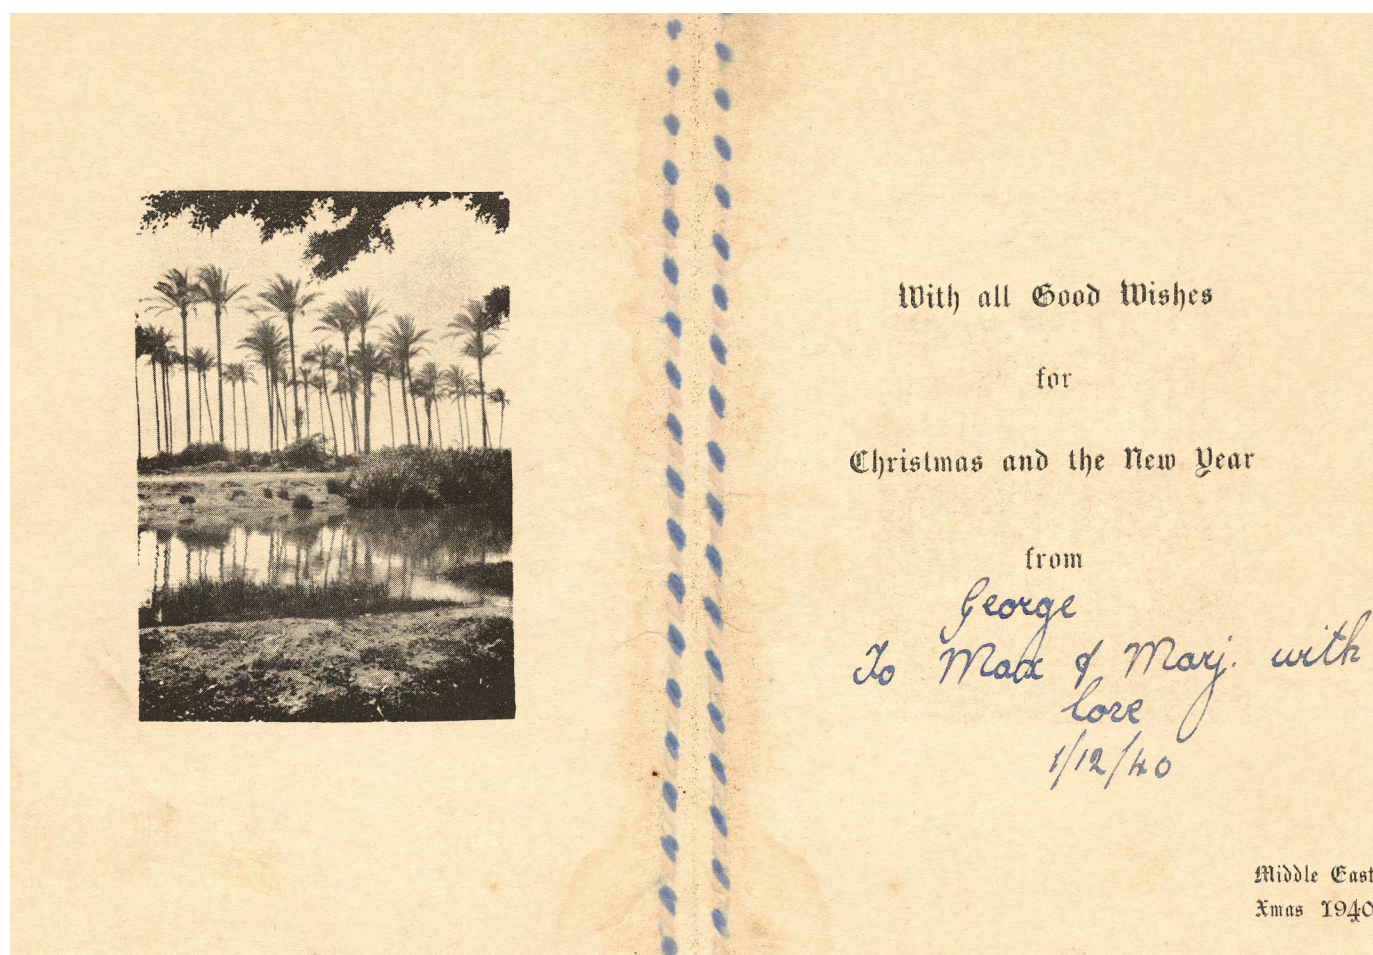 With all Good Wishes
for
Christmas and the New Year
from
George
To Max & Marj. with
love
1/12/40
Middle East
Xmas 1940